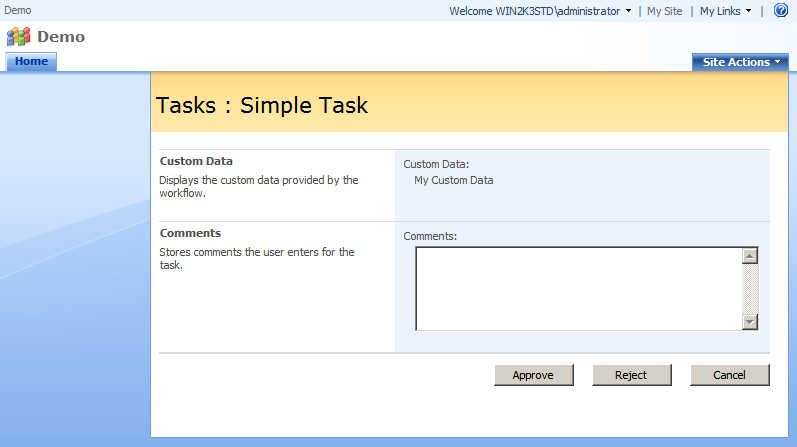 Demo
Welcome WIN2K3STD\administrator | My Site | My Links |
Demo
Home
Site Actions
Tasks : Simple Task
Custom Data
Displays the custom data provided by the
workflow.
Custom Data:
My Custom Data
Comments
Stores comments the user enters for the
task.
Comments:
Approve
Reject
Cancel